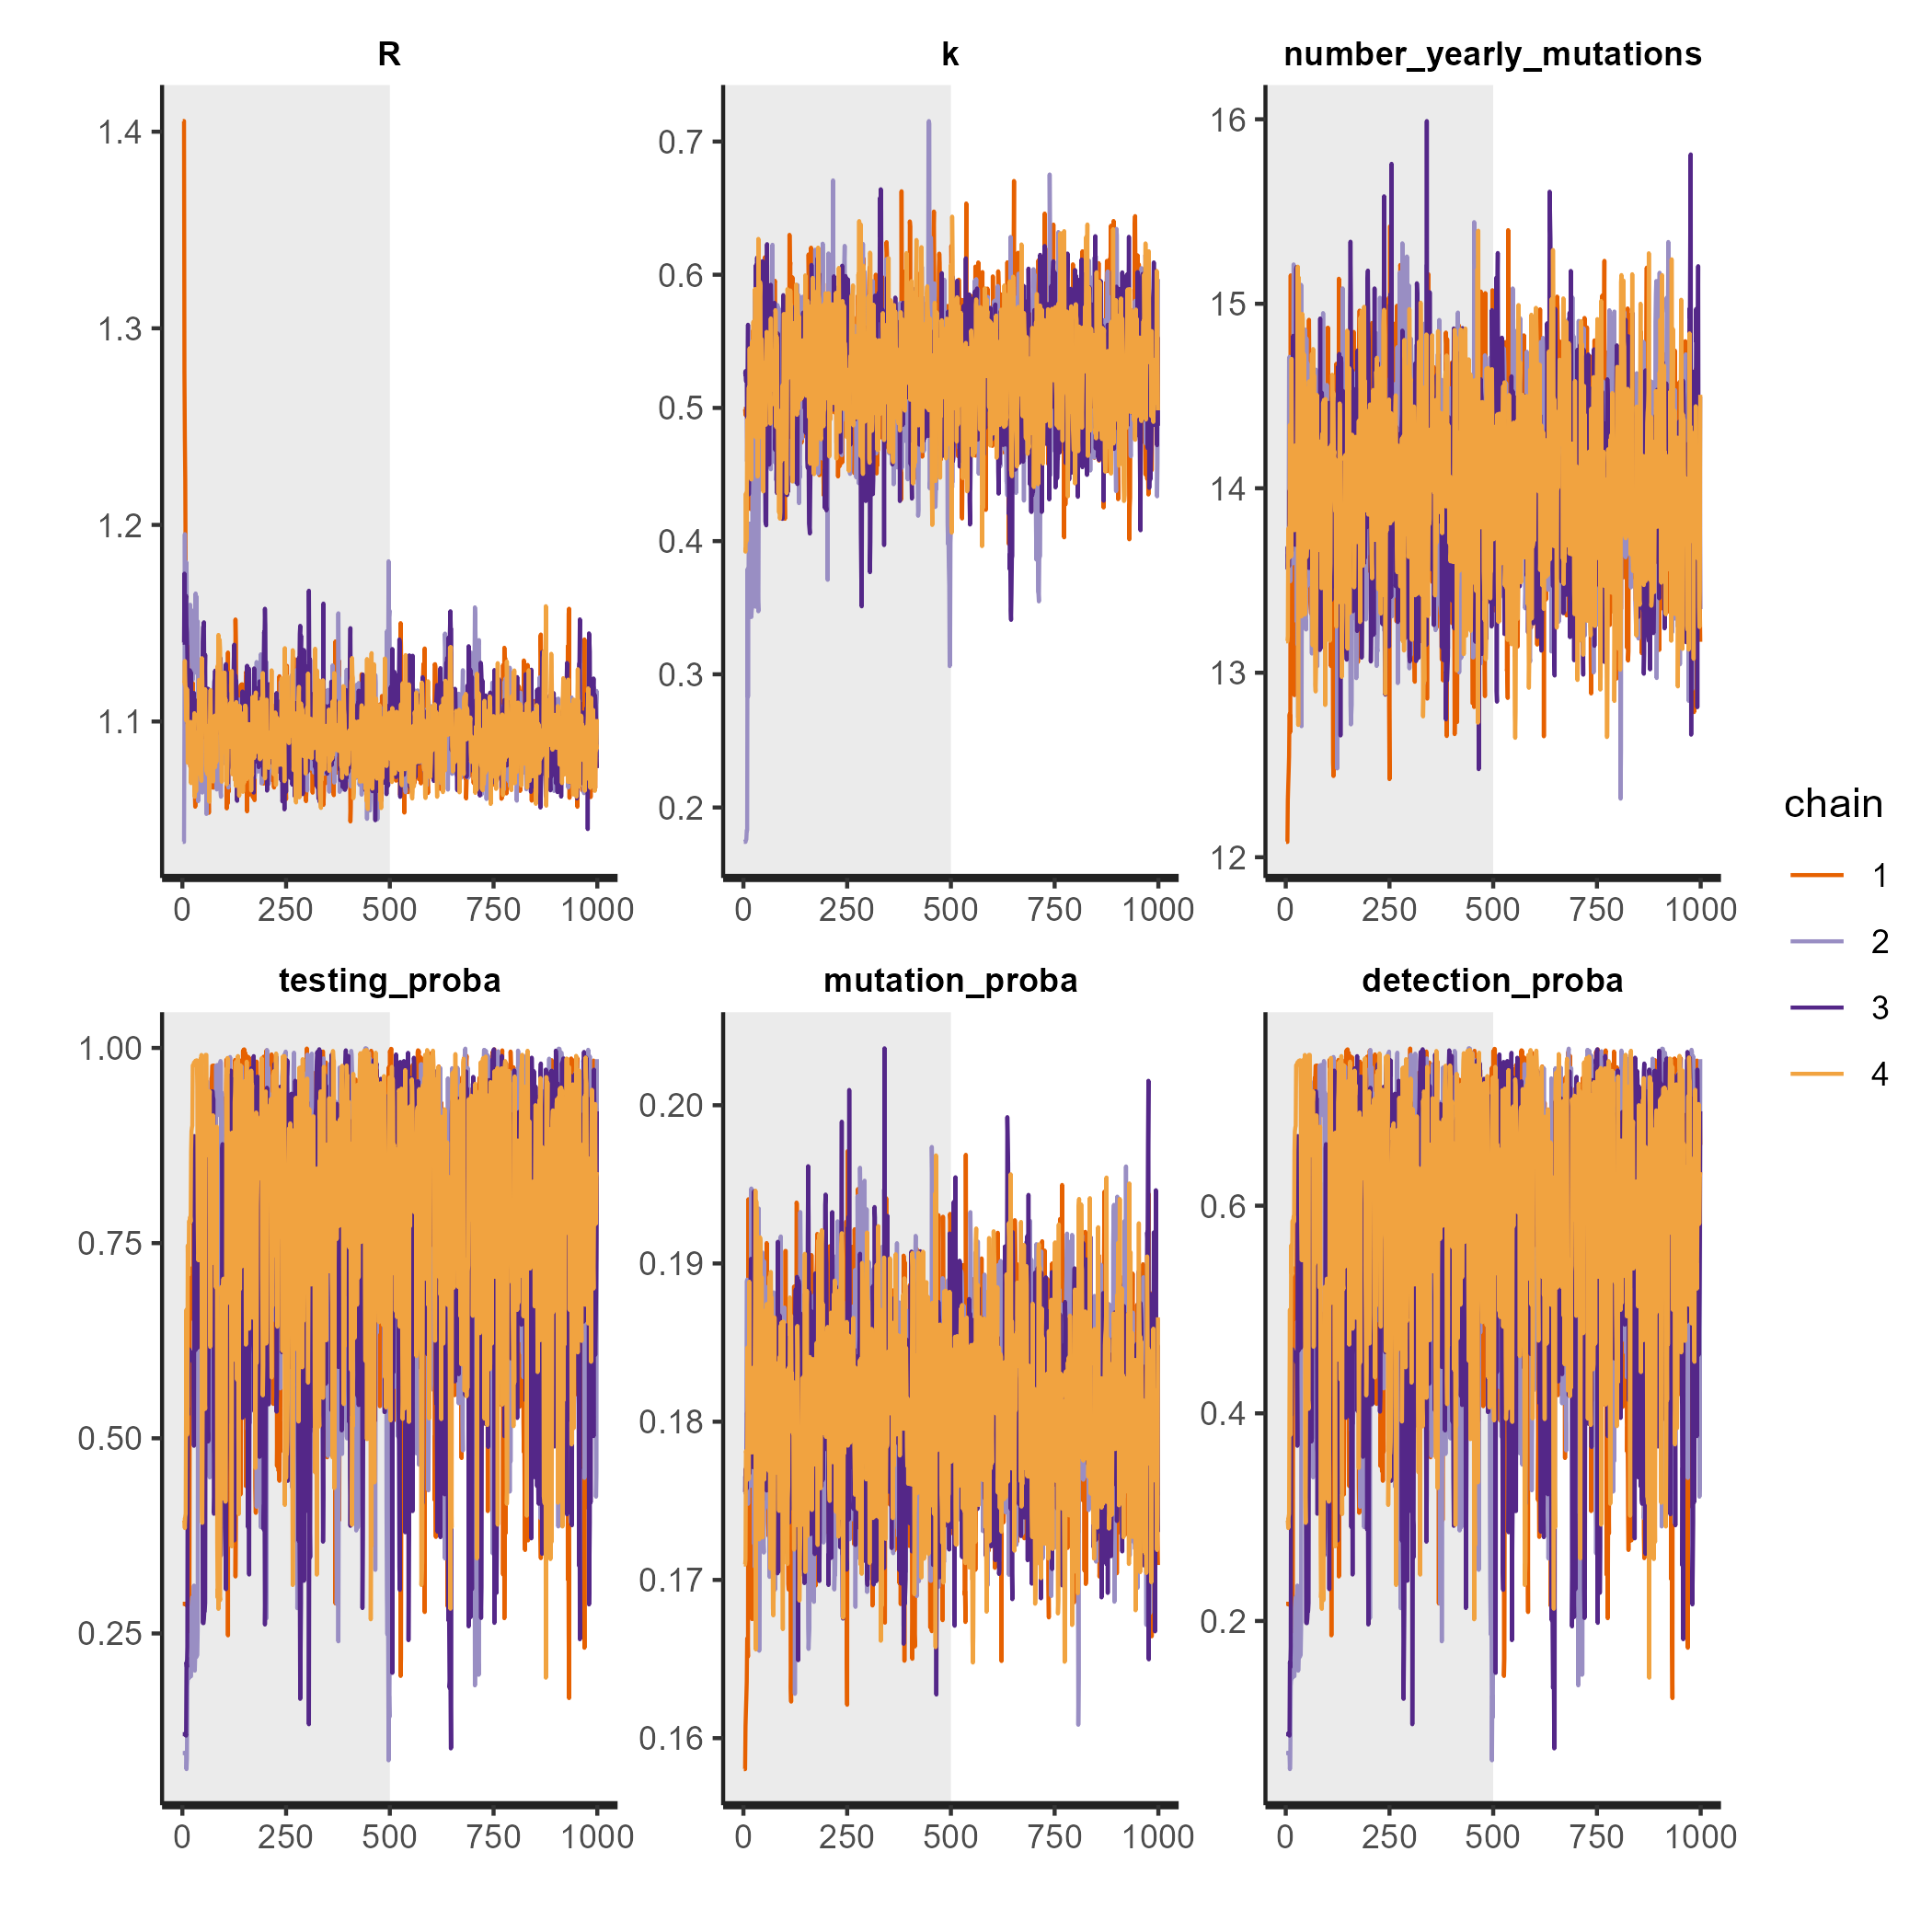 R k number_yearly_mutations
1.4 0.7 16
1.3 0.6 15
1.2 0.5 14
1.1 0.4 13
0.3 12
0.2
0 250 500 750 1000 0 250 500 750 1000 0 250 500 750 1000
testing_proba mutation_proba detection_proba
1.00 0.20 0.6
0.75 0.19 0.4
0.50 0.18 0.2
0.25 0.17
0.16
0 250 500 750 1000 0 250 500 750 1000 0 250 500 750 1000
chain
1
2
3
4